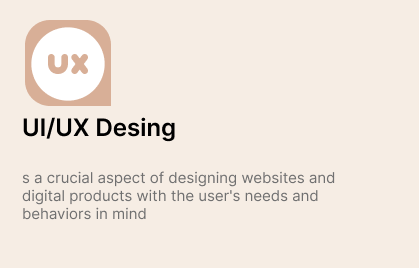 UX
UI/UX Desing
s a crucial aspect of designing websites and
digital products with the user's needs and
behaviors in mind